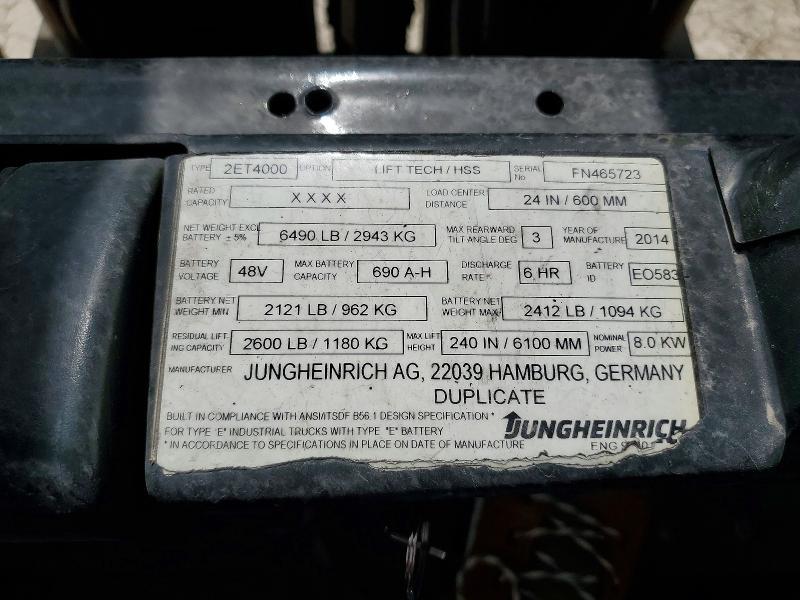 TYPE 2ET4000 OPTION LIFT TECH / HSS SERIAL No FN465723
RATED CAPACITY X X X X LOAD CENTER DISTANCE 24 IN / 600 MM
NET WEIGHT EXCL BATTERY ± 5% 6490 LB / 2943 KG MAX REARWARD TILT ANGLE DEG 3 YEAR OF MANUFACTURE 2014
BATTERY VOLTAGE 48V MAX BATTERY CAPACITY 690 A-H DISCHARGE RATE 6 HR BATTERY ID EO583
BATTERY NET WEIGHT MIN 2121 LB / 962 KG BATTERY NET WEIGHT MAX 2412 LB / 1094 KG
RESIDUAL LIFTING CAPACITY 2600 LB / 1180 KG MAX LIFT HEIGHT 240 IN / 6100 MM NOMINAL POWER 8.0 KW
MANUFACTURER JUNGHEINRICH AG, 22039 HAMBURG, GERMANY
DUPLICATE
BUILT IN COMPLIANCE WITH ANSI/ITSDF B56.1 DESIGN SPECIFICATION *
FOR TYPE "E" INDUSTRIAL TRUCKS WITH TYPE "E" BATTERY
* IN ACCORDANCE TO SPECIFICATIONS IN PLACE ON DATE OF MANUFACTURE
JUNGHEINRICH
ENG